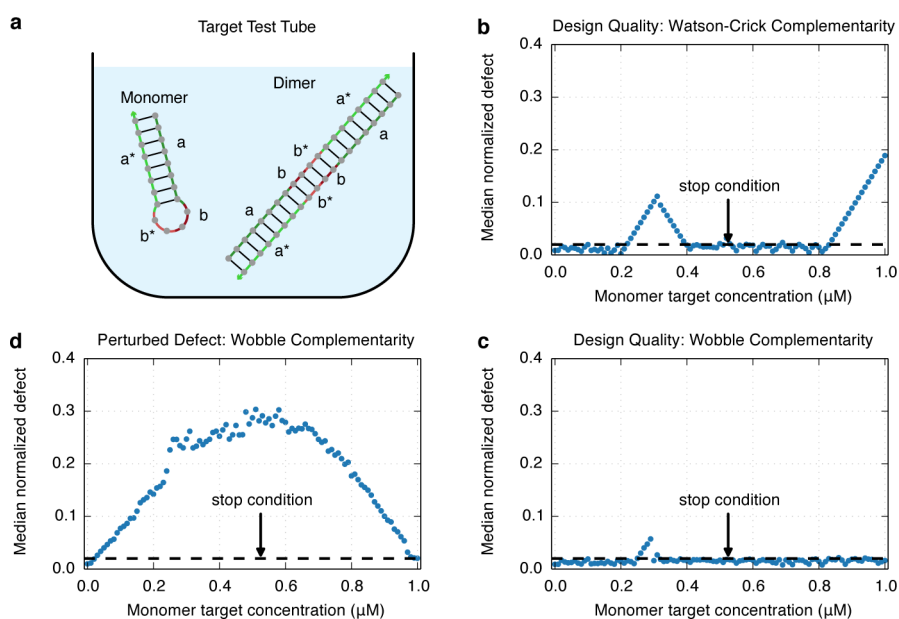 a
Target Test Tube
Monomer
Dimer
a*
a
b
b*
a*
a
b*
b
b
b*
a
a*
b
Design Quality: Watson-Crick Complementarity
Median normalized defect
0.4
0.3
0.2
0.1
0.0
stop condition
0.0 0.2 0.4 0.6 0.8 1.0
Monomer target concentration (μM)
d
Perturbed Defect: Wobble Complementarity
Median normalized defect
0.4
0.3
0.2
0.1
0.0
stop condition
0.0 0.2 0.4 0.6 0.8 1.0
Monomer target concentration (μM)
c
Design Quality: Wobble Complementarity
Median normalized defect
0.4
0.3
0.2
0.1
0.0
stop condition
0.0 0.2 0.4 0.6 0.8 1.0
Monomer target concentration (μM)